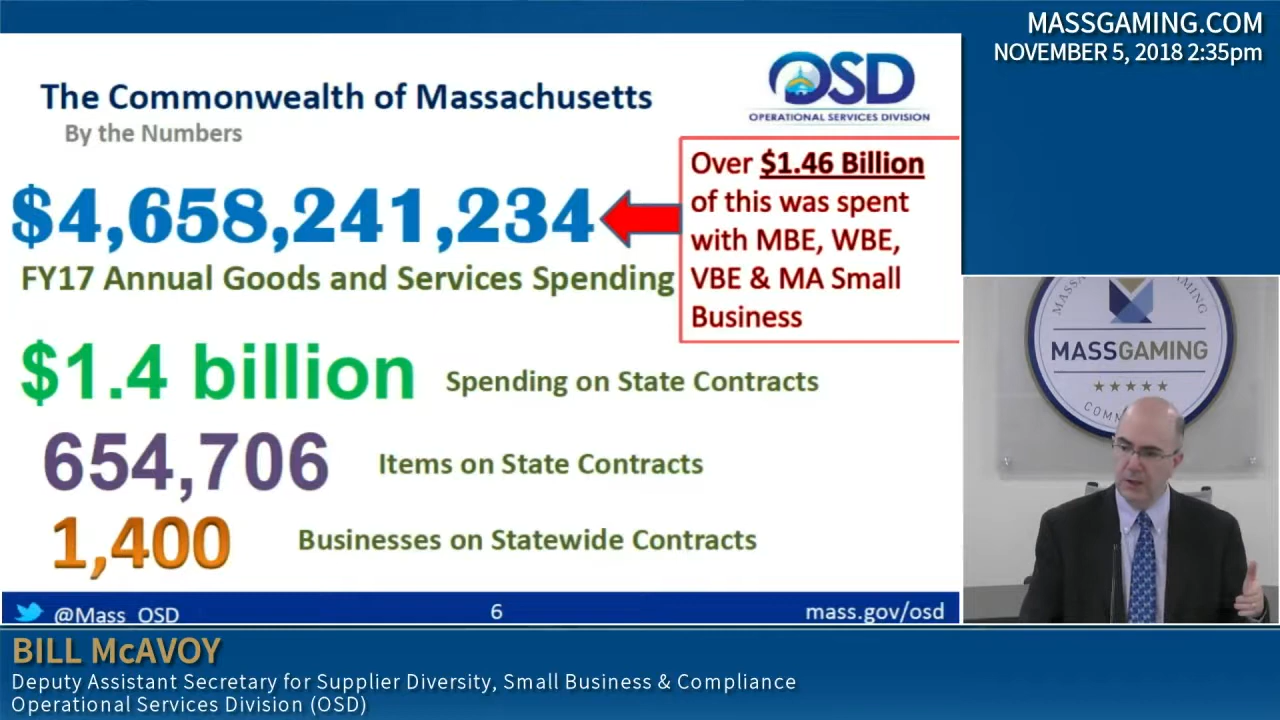 MASSGAMING.COM
NOVEMBER 5, 2018 2:35pm
The Commonwealth of Massachusetts
By the Numbers
OSD
OPERATIONAL SERVICES DIVISION
$4,658,241,234
FY17 Annual Goods and Services Spending
Over $1.46 Billion
of this was spent
with MBE, WBE,
VBE & MA Small
Business
$1.4 billion
Spending on State Contracts
654,706
Items on State Contracts
1,400
Businesses on Statewide Contracts
@Mass_OSD
6
mass.gov/osd
MASSGAMING
BILL McAVOY
Deputy Assistant Secretary for Supplier Diversity, Small Business & Compliance
Operational Services Division (OSD)